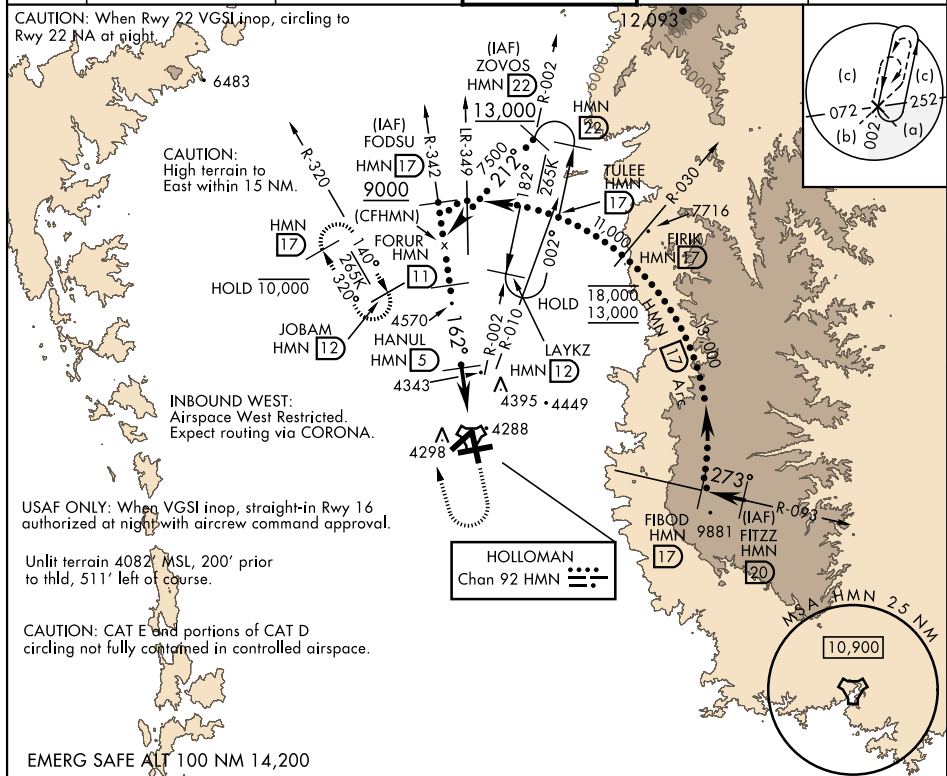 CAUTION: When Rwy 22 VGSI inop, circling to
Rwy 22 NA at night.
6483
12,093
(IAF)
ZOVOS
HMN 22
13,000
R-002
HMN
22
(c)
(c)
072
252
(b)
(a)
002
(IAF)
FODSU
HMN 17
9000
R-342
LR-349
7500
212°
182°
265K
002°
TULEE
HMN
17
R-030
7716
11,000
FIRIK
HMN 17
CAUTION:
High terrain to
East within 15 NM.
R-320
HMN
17
140°
265K
320°
HOLD 10,000
JOBAM
HMN 12
(CFHMN)
FORUR
HMN
11
4570
162°
HANUL
HMN 5
4343
R-002
R-010
HOLD
18,000
13,000
LAYKZ
HMN 12
HMN 17 Arc
13,000
4395
4449
4288
4298
INBOUND WEST:
Airspace West Restricted.
Expect routing via CORONA.
USAF ONLY: When VGSI inop, straight-in Rwy 16
authorized at night with aircrew command approval.
Unlit terrain 4082' MSL, 200' prior
to thld, 511' left of course.
CAUTION: CAT E and portions of CAT D
circling not fully contained in controlled airspace.
273°
R-093
9881
FIBOD
HMN
17
(IAF)
FITZZ
HMN
20
HOLLOMAN
Chan 92 HMN
MSA HMN 25 NM
10,900
EMERG SAFE ALT 100 NM 14,200